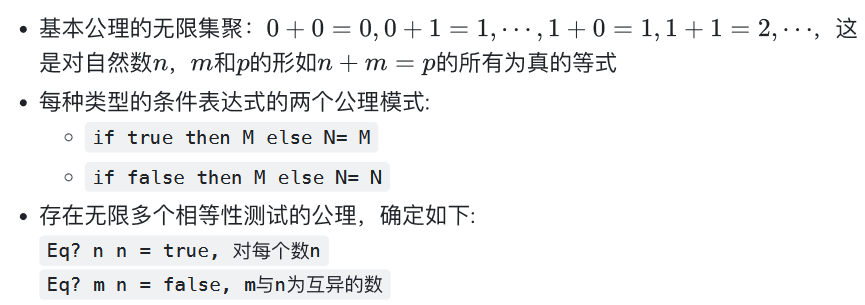 基本公理的无限集聚：0 + 0 = 0, 0 + 1 = 1, ⋯, 1 + 0 = 1, 1 + 1 = 2, ⋯，这
是对自然数n，m和p的形如n + m = p的所有为真的等式
每种类型的条件表达式的两个公理模式:
if true then M else N= M
if false then M else N= N
存在无限多个相等性测试的公理，确定如下:
Eq? n n = true, 对每个数n
Eq? m n = false, m与n为互异的数